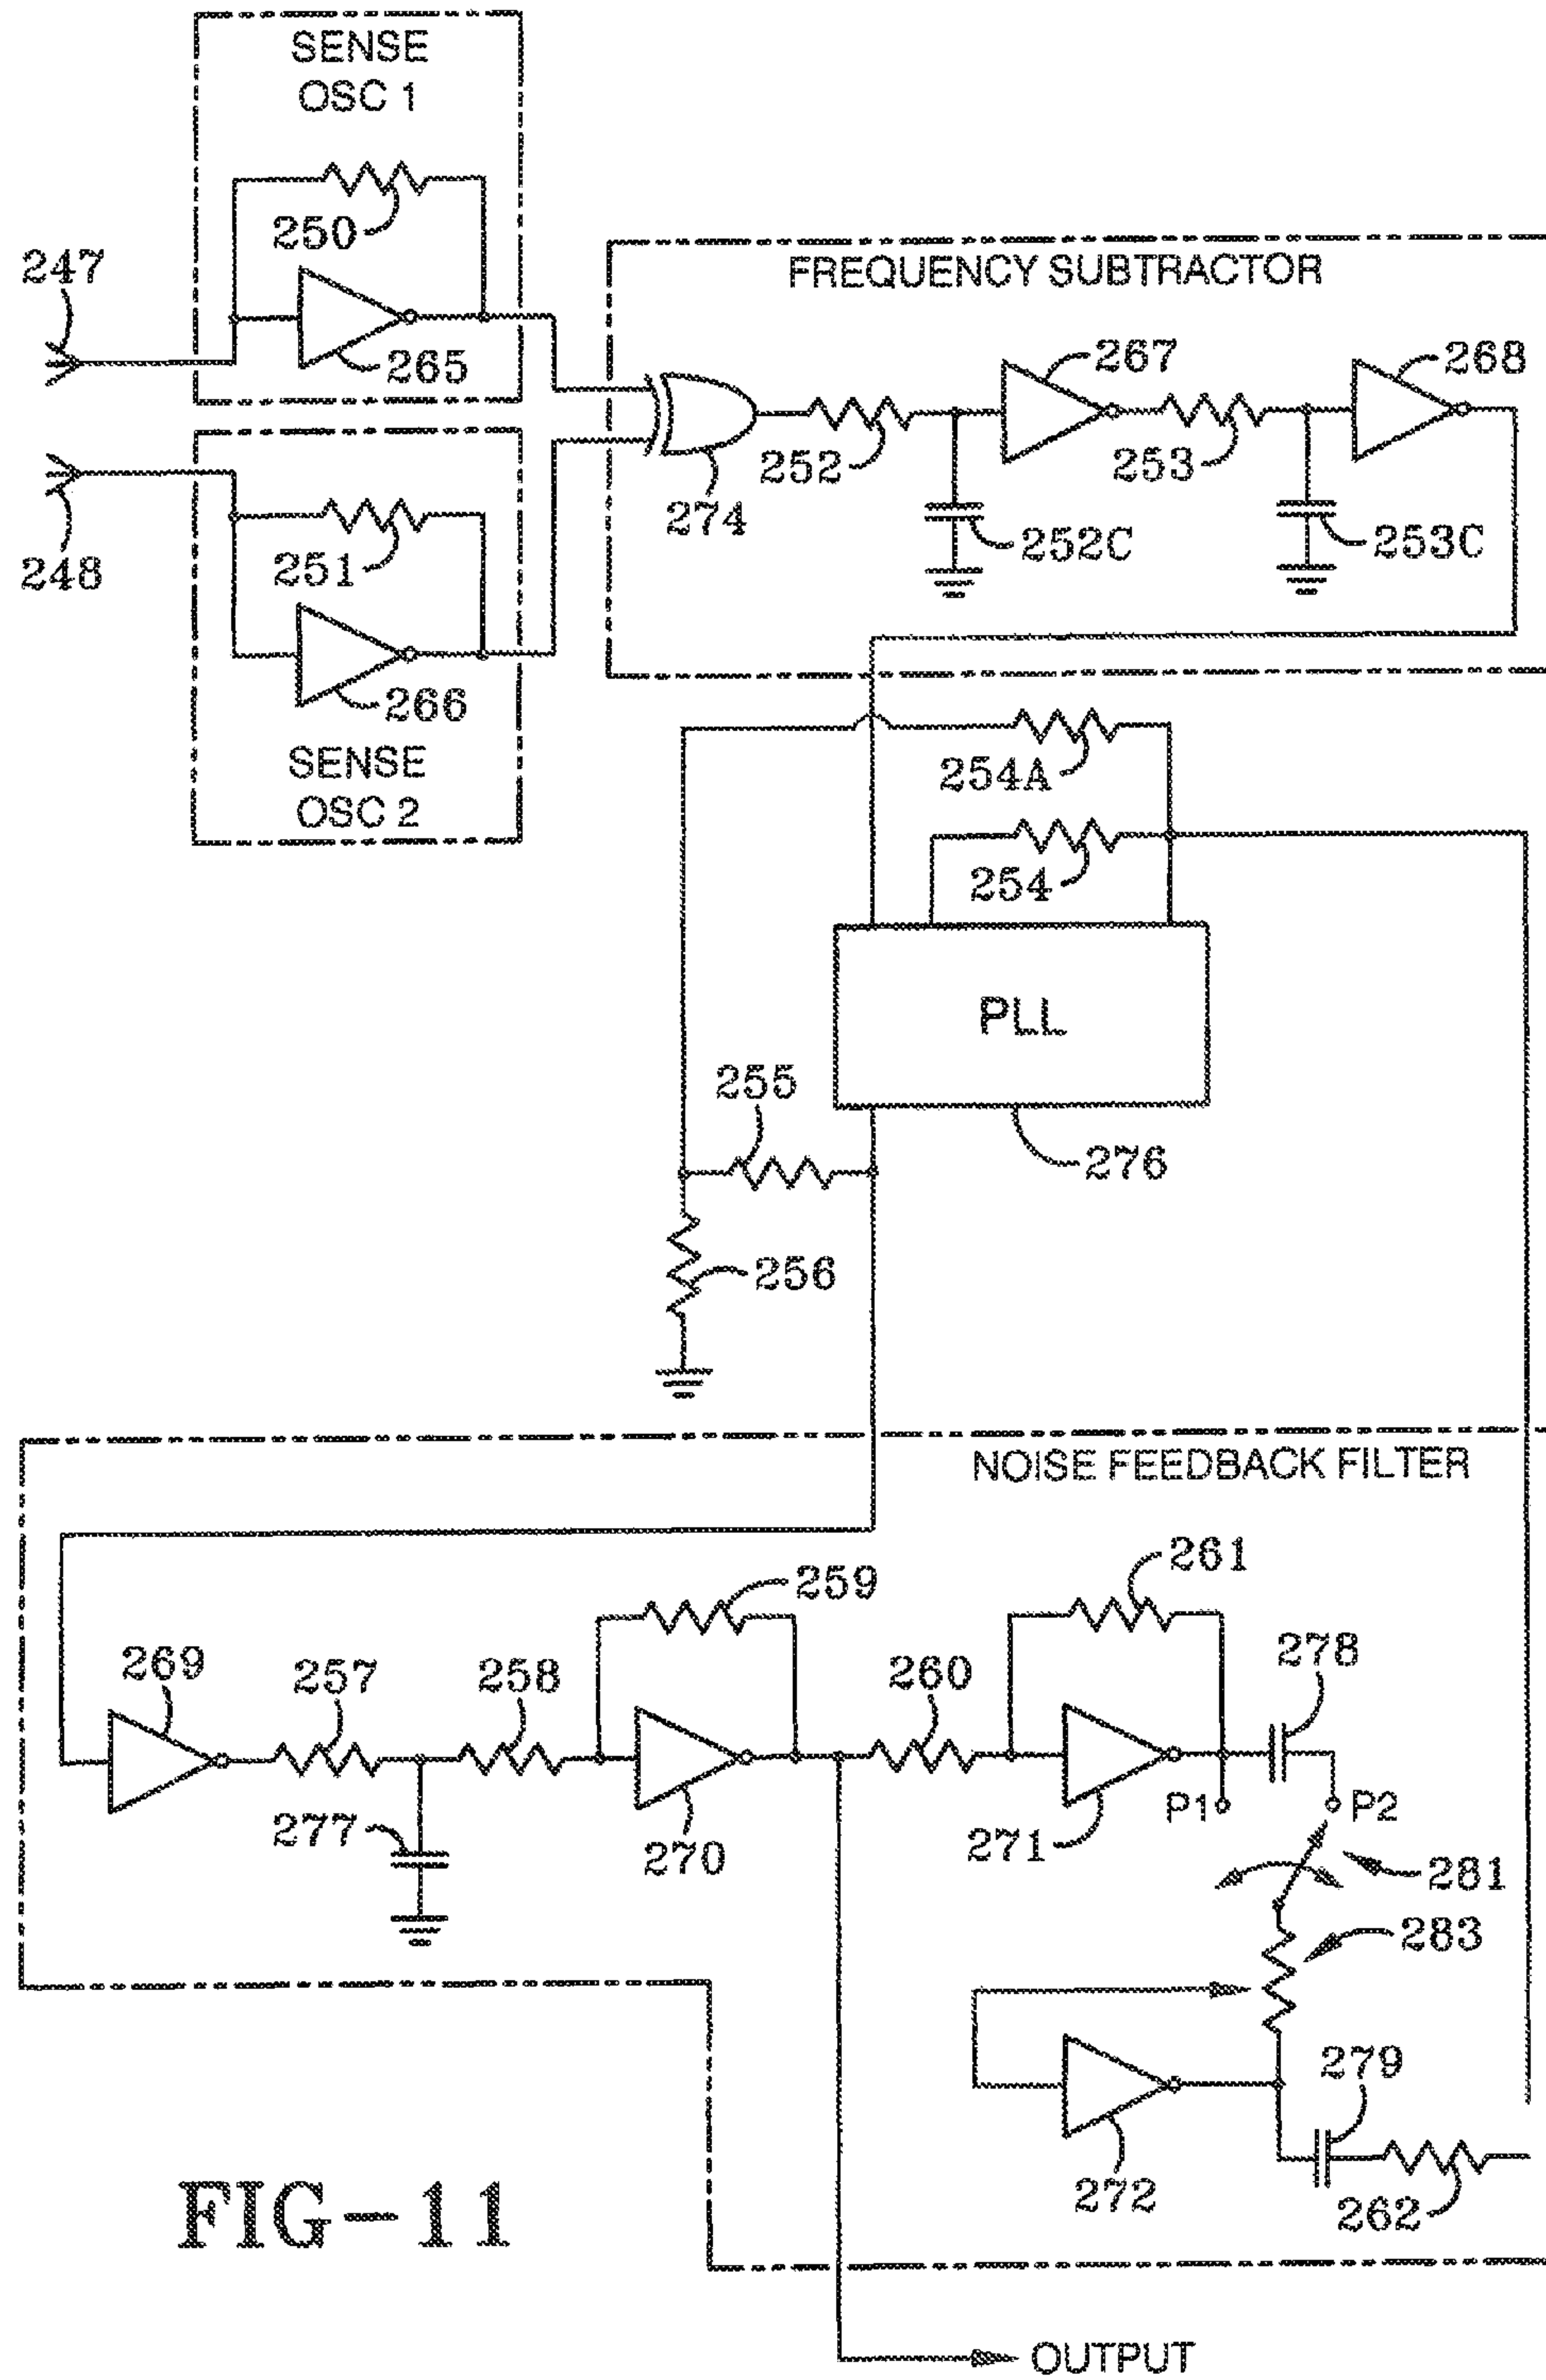 SENSE
OSC 1
250
247
265
FREQUENCY SUBTRACTOR
267
268
252
253
274
252C
253C
248
251
266
SENSE
OSC 2
254A
254
PLL
255
276
256
NOISE FEEDBACK FILTER
261
259
269
257
258
260
278
277
270
271
P1
P2
281
283
279
272
262
FIG-11
OUTPUT